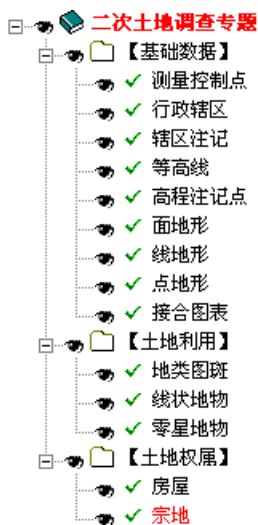 二次土地调查专题
【基础数据】
测量控制点
行政辖区
辖区注记
等高线
高程注记点
面地形
线地形
点地形
接合图表
【土地利用】
地类图斑
线状地物
零星地物
【土地权属】
房屋
宗地